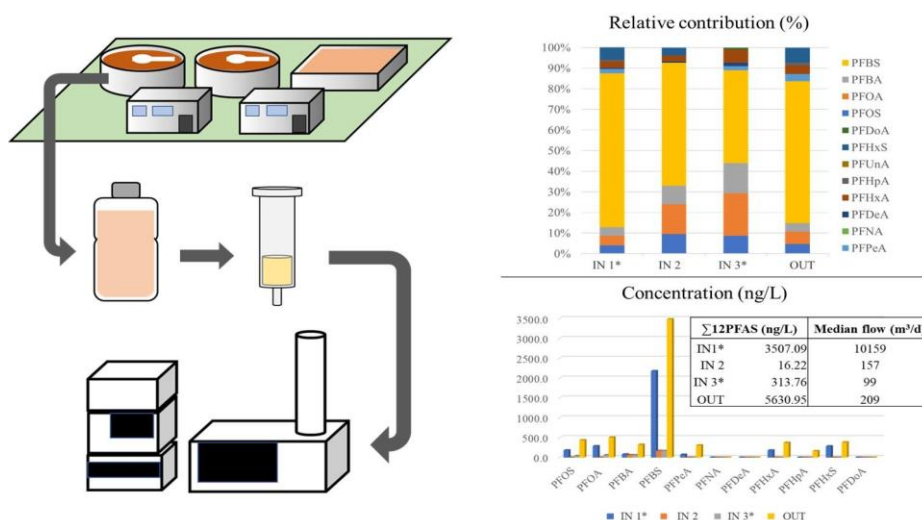 Relative contribution (%)
100%
90%
80%
70%
60%
50%
40%
30%
20%
10%
0%
IN 1* IN 2 IN 3* OUT
PFBS
PFBA
PFOA
PFOS
PFDoA
PFHxS
PFUnA
PFHpA
PFHxA
PFDeA
PFNA
PFPeA
Concentration (ng/L)
3500.0
3000.0
2500.0
2000.0
1500.0
1000.0
500.0
0.0
∑12PFAS (ng/L) Median flow (m³/d
IN1* 3507.09 10159
IN 2 16.22 157
IN 3* 313.76 99
OUT 5630.95 209
PFOS PFOA PFBA PFBS PFPeA PFNA PFDeA PFHxA PFHpA PFHxS PFDoA
IN 1* IN 2 IN 3* OUT